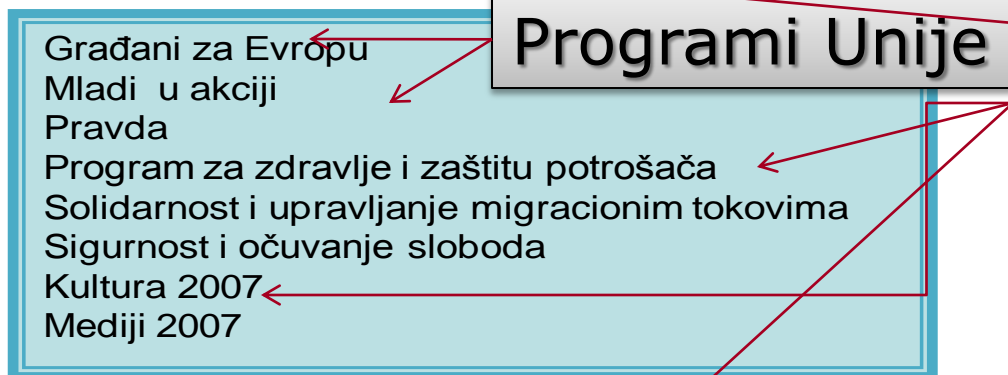 Programi Unije
Građani za Evropu
Mladi u akciji
Pravda
Program za zdravlje i zaštitu potrošača
Solidarnost i upravljanje migracionim tokovima
Sigurnost i očuvanje sloboda
Kultura 2007
Mediji 2007